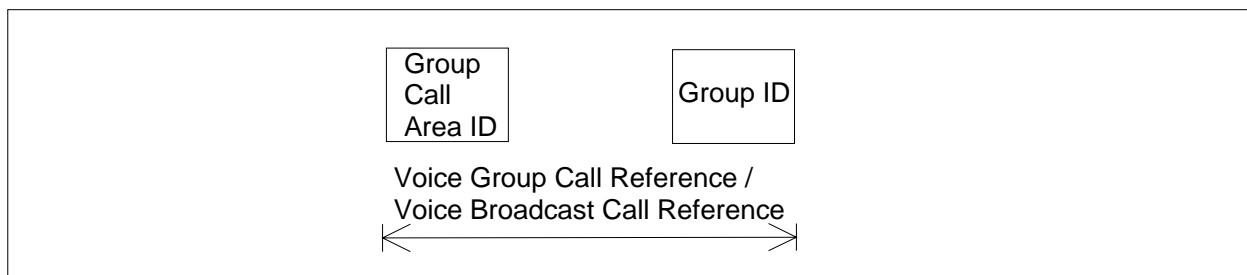 Group
Call
Area ID
Group ID
Voice Group Call Reference /
Voice Broadcast Call Reference